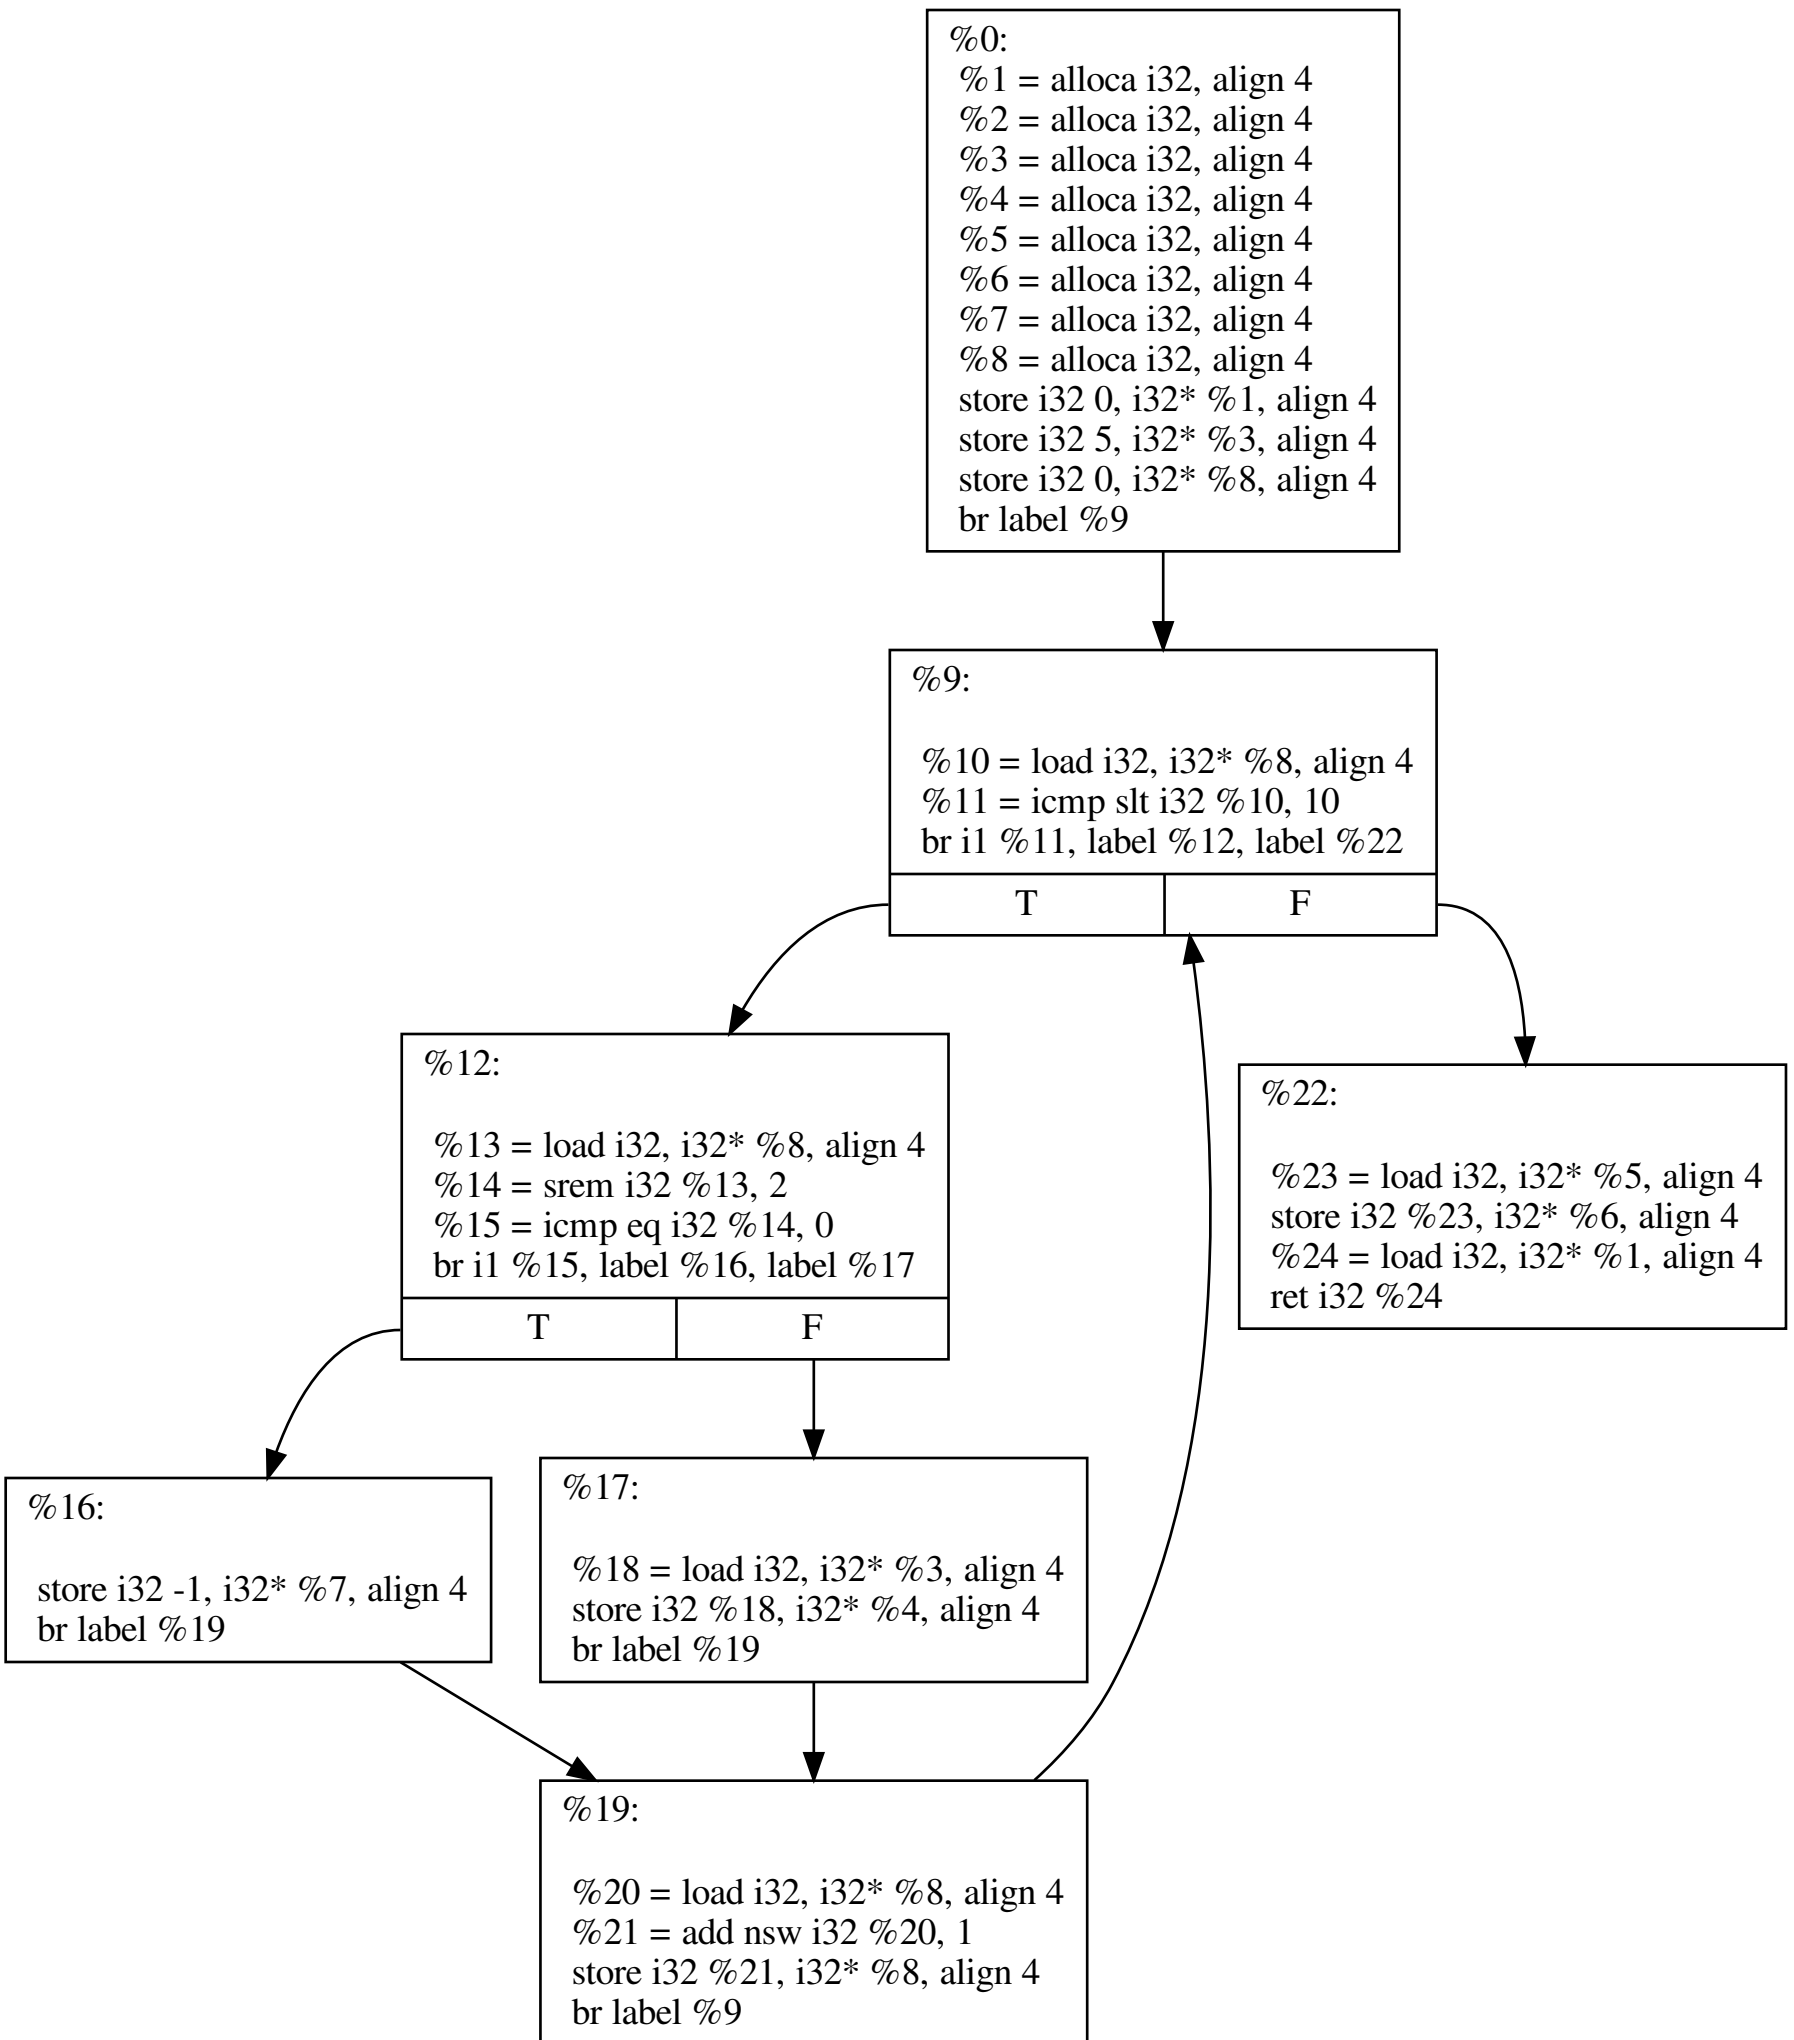 %0:
%1 = alloca i32, align 4
%2 = alloca i32, align 4
%3 = alloca i32, align 4
%4 = alloca i32, align 4
%5 = alloca i32, align 4
%6 = alloca i32, align 4
%7 = alloca i32, align 4
%8 = alloca i32, align 4
store i32 0, i32* %1, align 4
store i32 5, i32* %3, align 4
store i32 0, i32* %8, align 4
br label %9
%9:
%10 = load i32, i32* %8, align 4
%11 = icmp slt i32 %10, 10
br i1 %11, label %12, label %22
T
F
%12:
%13 = load i32, i32* %8, align 4
%14 = srem i32 %13, 2
%15 = icmp eq i32 %14, 0
br i1 %15, label %16, label %17
T
F
%22:
%23 = load i32, i32* %5, align 4
store i32 %23, i32* %6, align 4
%24 = load i32, i32* %1, align 4
ret i32 %24
%16:
store i32 -1, i32* %7, align 4
br label %19
%17:
%18 = load i32, i32* %3, align 4
store i32 %18, i32* %4, align 4
br label %19
%19:
%20 = load i32, i32* %8, align 4
%21 = add nsw i32 %20, 1
store i32 %21, i32* %8, align 4
br label %9